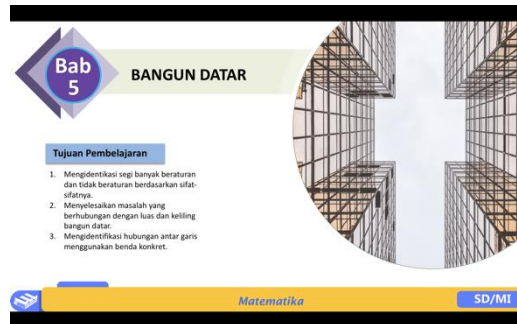 Bab
5
BANGUN DATAR
Tujuan Pembelajaran
1. Mengidentikasi segi banyak beraturan
dan tidak beraturan berdasarkan sifat-
sifatnya.
2. Menyelesaikan masalah yang
berhubungan dengan luas dan keliling
bangun datar.
3. Mengidentifikasi hubungan antar garis
menggunakan benda konkret.
Matematika
SD/MI